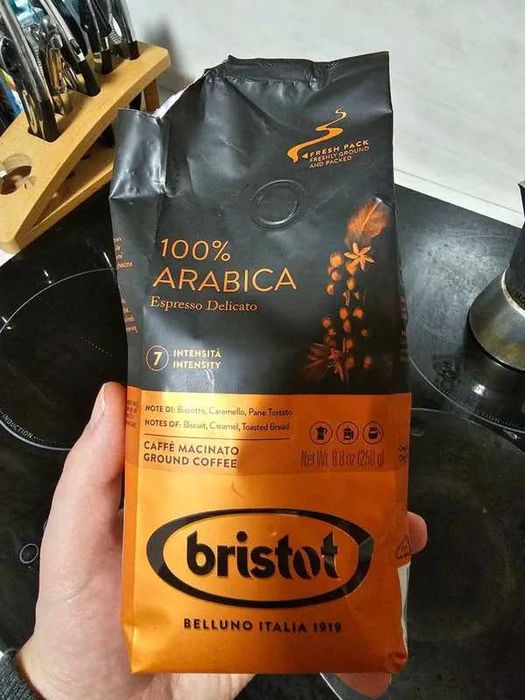 4 FRESH PACK
FRESHLY GROUND
AND PACKED
100%
ARABICA
Espresso Delicato
7
INTENSITÀ
INTENSITY
NOTE DI: Biscotto, Caramello, Pane Tostato
NOTES OF: Biscuit, Caramel, Toasted Bread
CAFFÈ MACINATO
GROUND COFFEE
Net Wt. 8.8 oz (250 g)
bristot
BELLUNO ITALIA 1919
INDUCTION